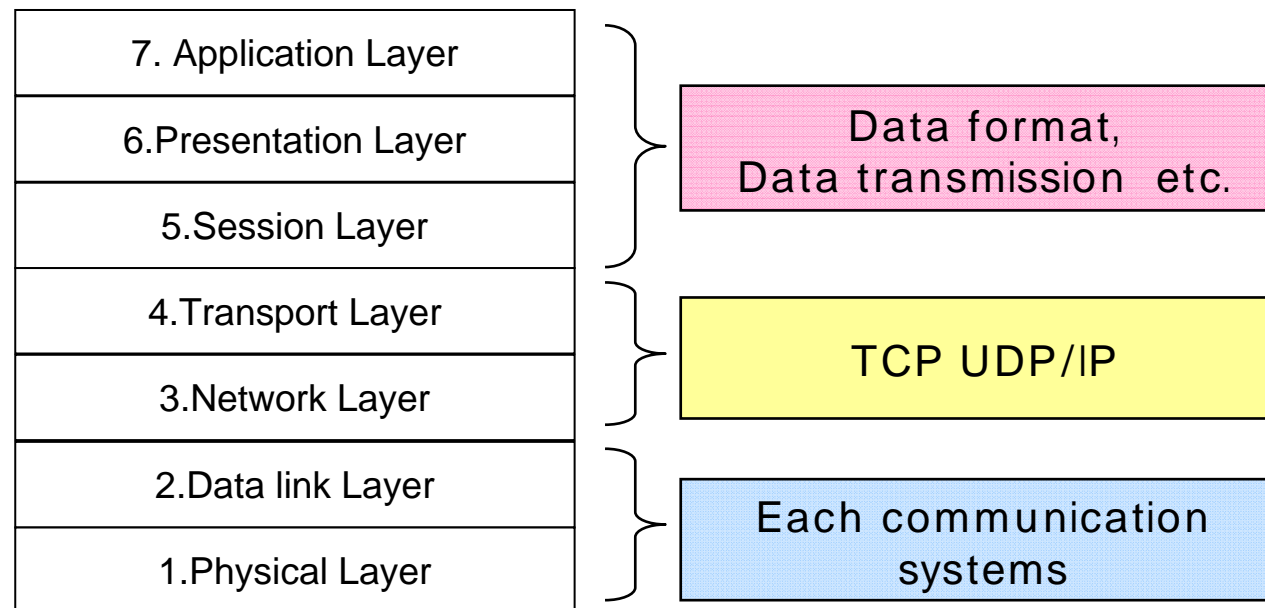 7. Application Layer
6.Presentation Layer
5.Session Layer
4.Transport Layer
3.Network Layer
2.Data link Layer
1.Physical Layer
Data format,
Data transmission etc.
TCP UDP/IP
Each communication
systems